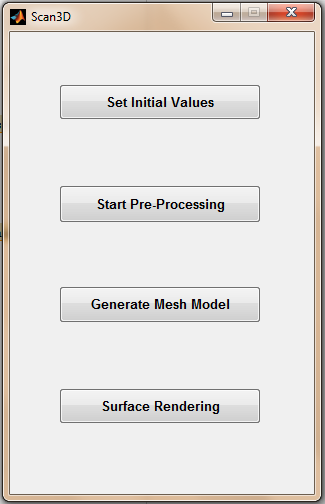 Scan3D
Set Initial Values
Start Pre-Processing
Generate Mesh Model
Surface Rendering